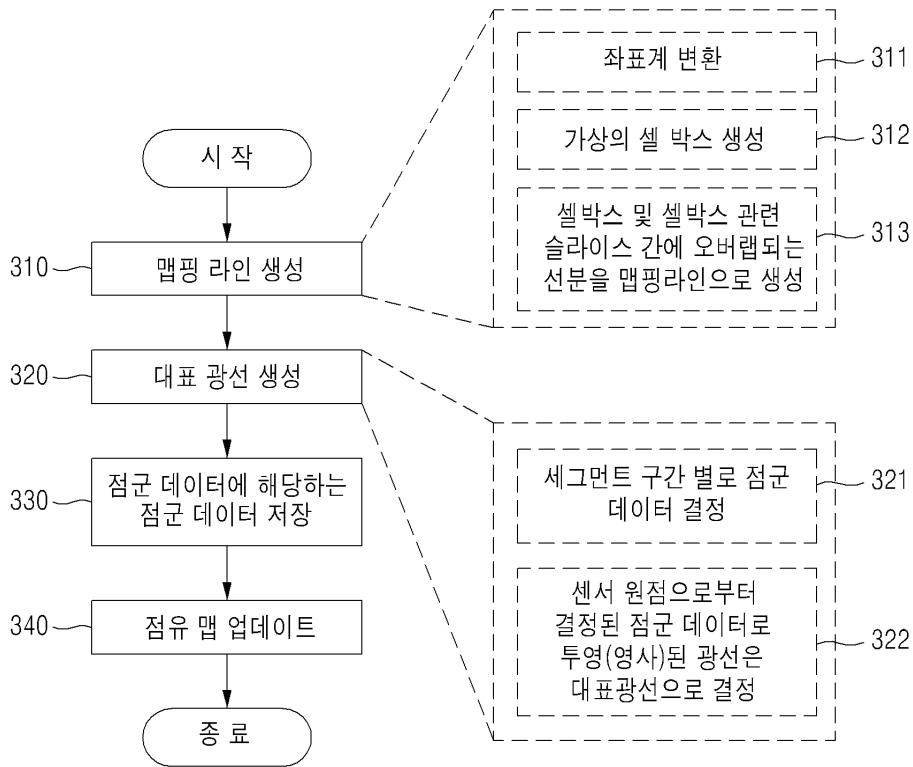 시 작
310
맵핑 라인 생성
320
대표 광선 생성
330
점군 데이터에 해당하는
점군 데이터 저장
340
점유 맵 업데이트
종 료
좌표계 변환
311
가상의 셀 박스 생성
312
셀박스 및 셀박스 관련
슬라이스 간에 오버랩되는
선분을 맵핑라인으로 생성
313
세그먼트 구간 별로 점군
데이터 결정
321
센서 원점으로부터
결정된 점군 데이터로
투영(영사)된 광선은
대표광선으로 결정
322